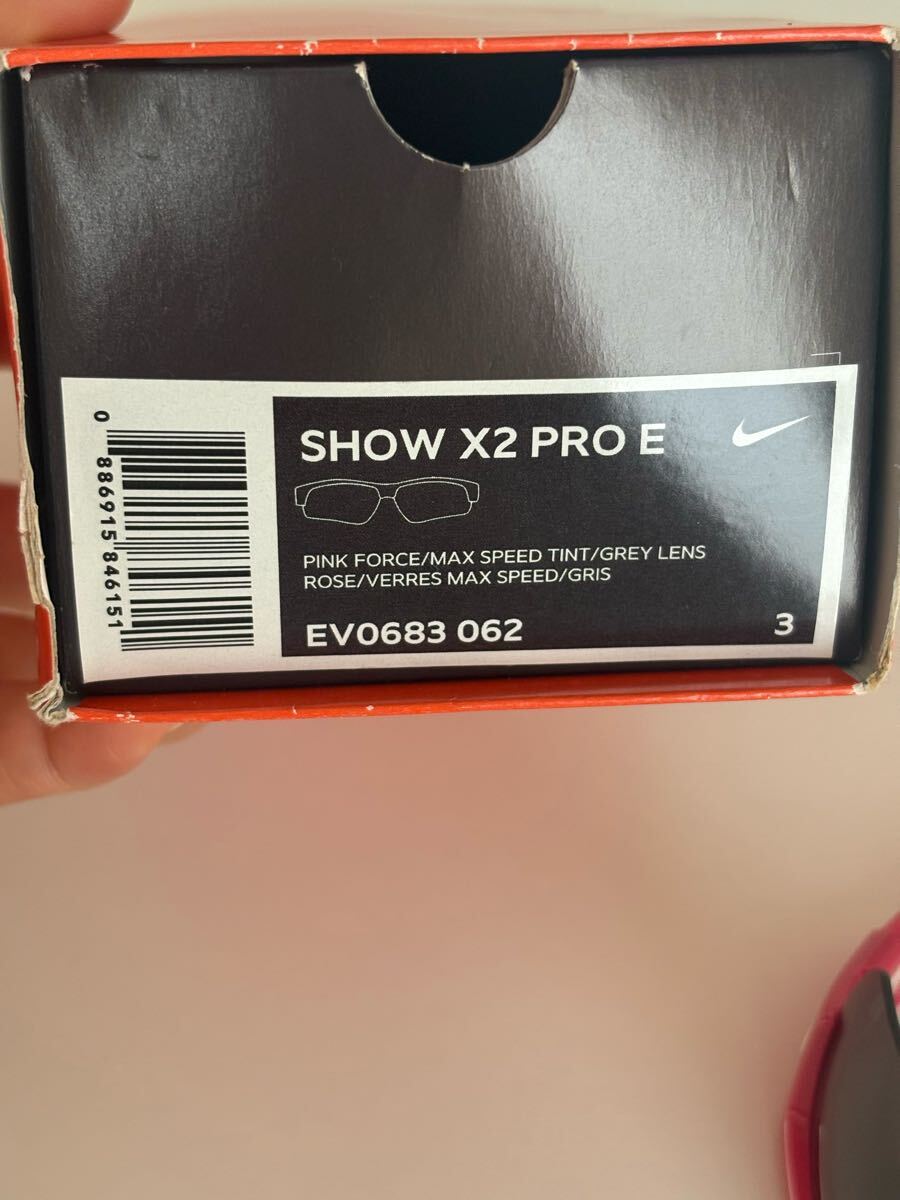 SHOW X2 PRO E
PINK FORCE/MAX SPEED TINT/GREY LENS
ROSE/VERRES MAX SPEED/GRIS
EV0683 062
3
0 886915 846151